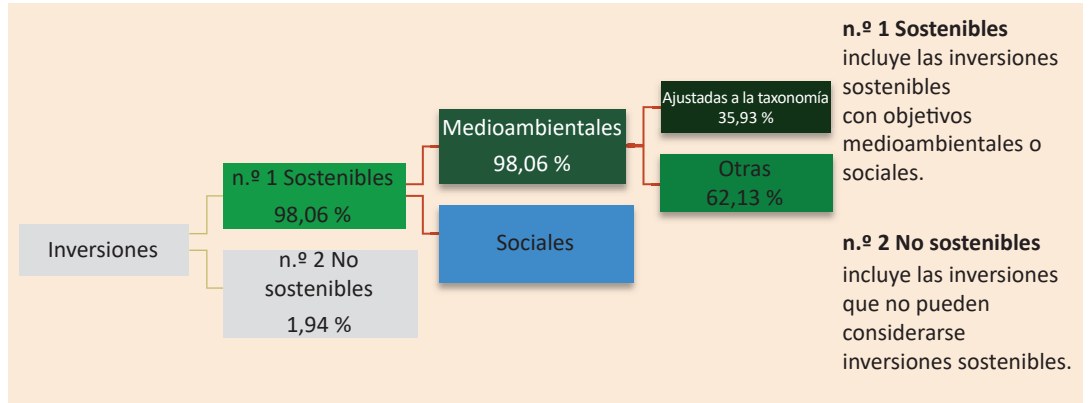 Inversiones
n.º 1 Sostenibles
98,06 %
n.º 2 No
sostenibles
1,94 %
Medioambientales
98,06 %
Sociales
Ajustadas a la taxonomía
35,93 %
Otras
62,13 %
n.º 1 Sostenibles
incluye las inversiones
sostenibles
con objetivos
medioambientales o
sociales.
n.º 2 No sostenibles
incluye las inversiones
que no pueden
considerarse
inversiones sostenibles.